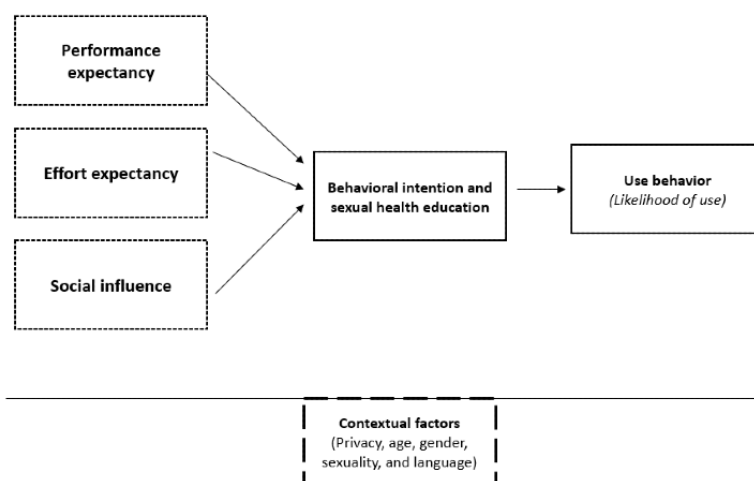 Performance
expectancy
Effort expectancy
Social influence
Behavioral intention and
sexual health education
Use behavior
(Likelihood of use)
Contextual factors
(Privacy, age, gender,
sexuality, and language)